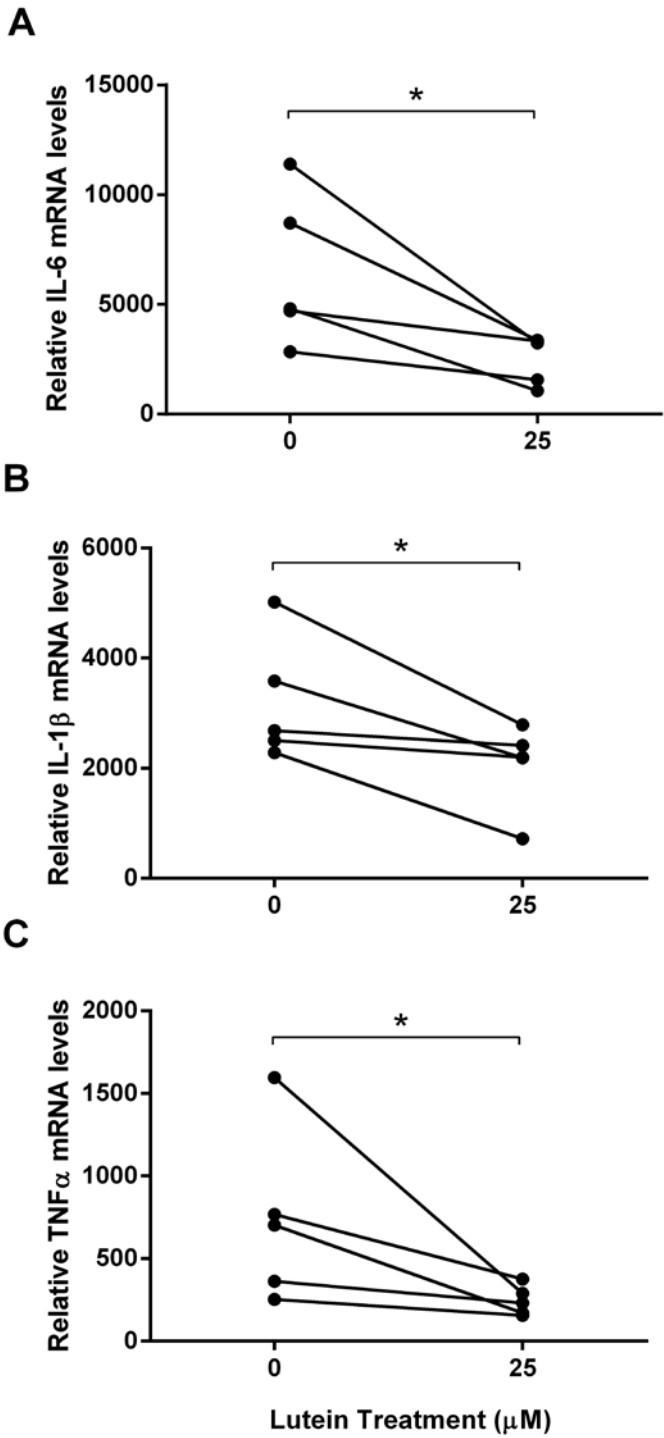 A
Relative IL-6 mRNA levels
15000
10000
5000
0
*
0 25
B
Relative IL-1β mRNA levels
6000
4000
2000
0
*
0 25
C
Relative TNFα mRNA levels
2000
1500
1000
500
0
*
0 25
Lutein Treatment (μM)